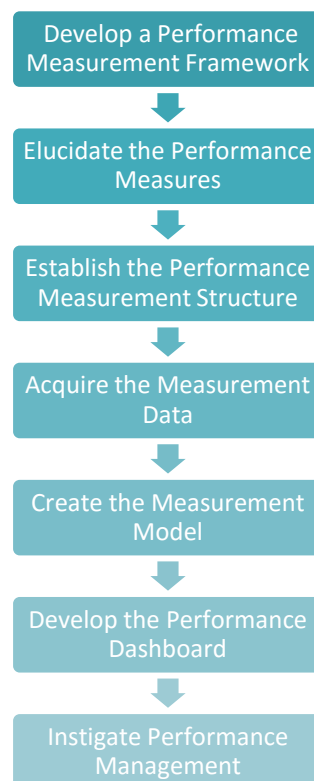 Develop a Performance
Measurement Framework
Elucidate the Performance
Measures
Establish the Performance
Measurement Structure
Acquire the Measurement
Data
Create the Measurement
Model
Develop the Performance
Dashboard
Instigate Performance
Management